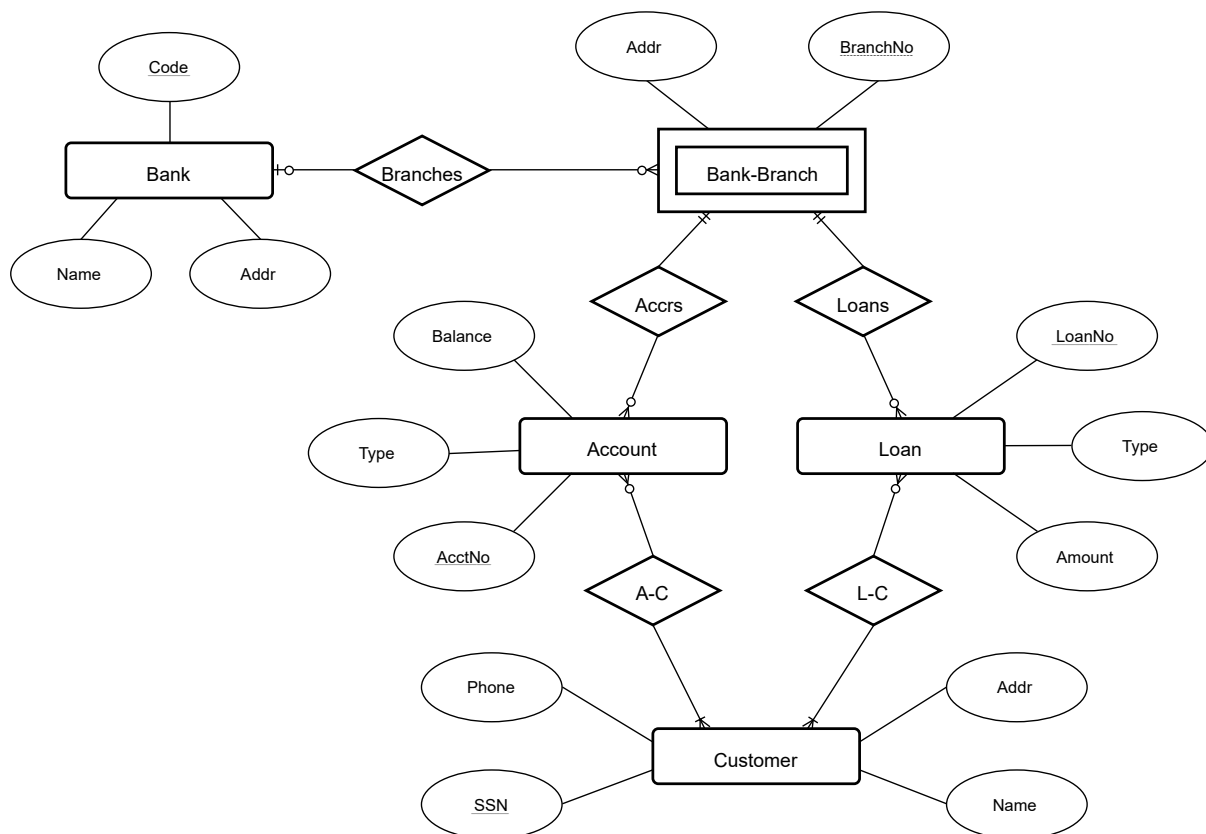 Addr
BranchNo
Code
Bank
Branches
Bank-Branch
Name
Addr
Accrs
Loans
Balance
LoanNo
Type
Account
Loan
Type
AcctNo
Amount
A-C
L-C
Phone
Addr
Customer
SSN
Name